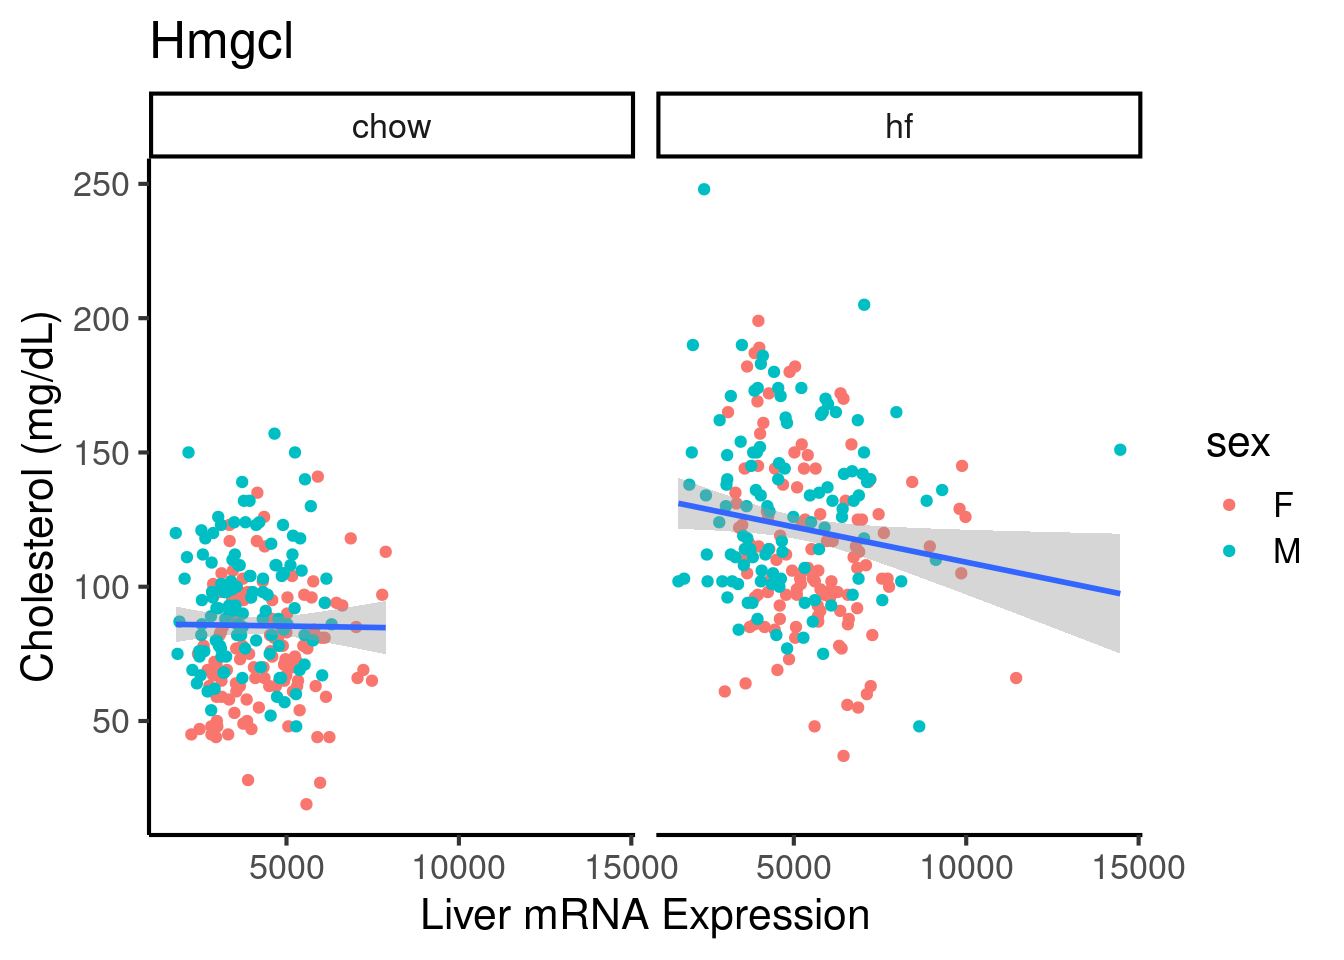 Hmgcl
chow
hf
250
200
150
100
50
Cholesterol (mg/dL)
5000
10000
15000
5000
10000
15000
Liver mRNA Expression
sex
F
M